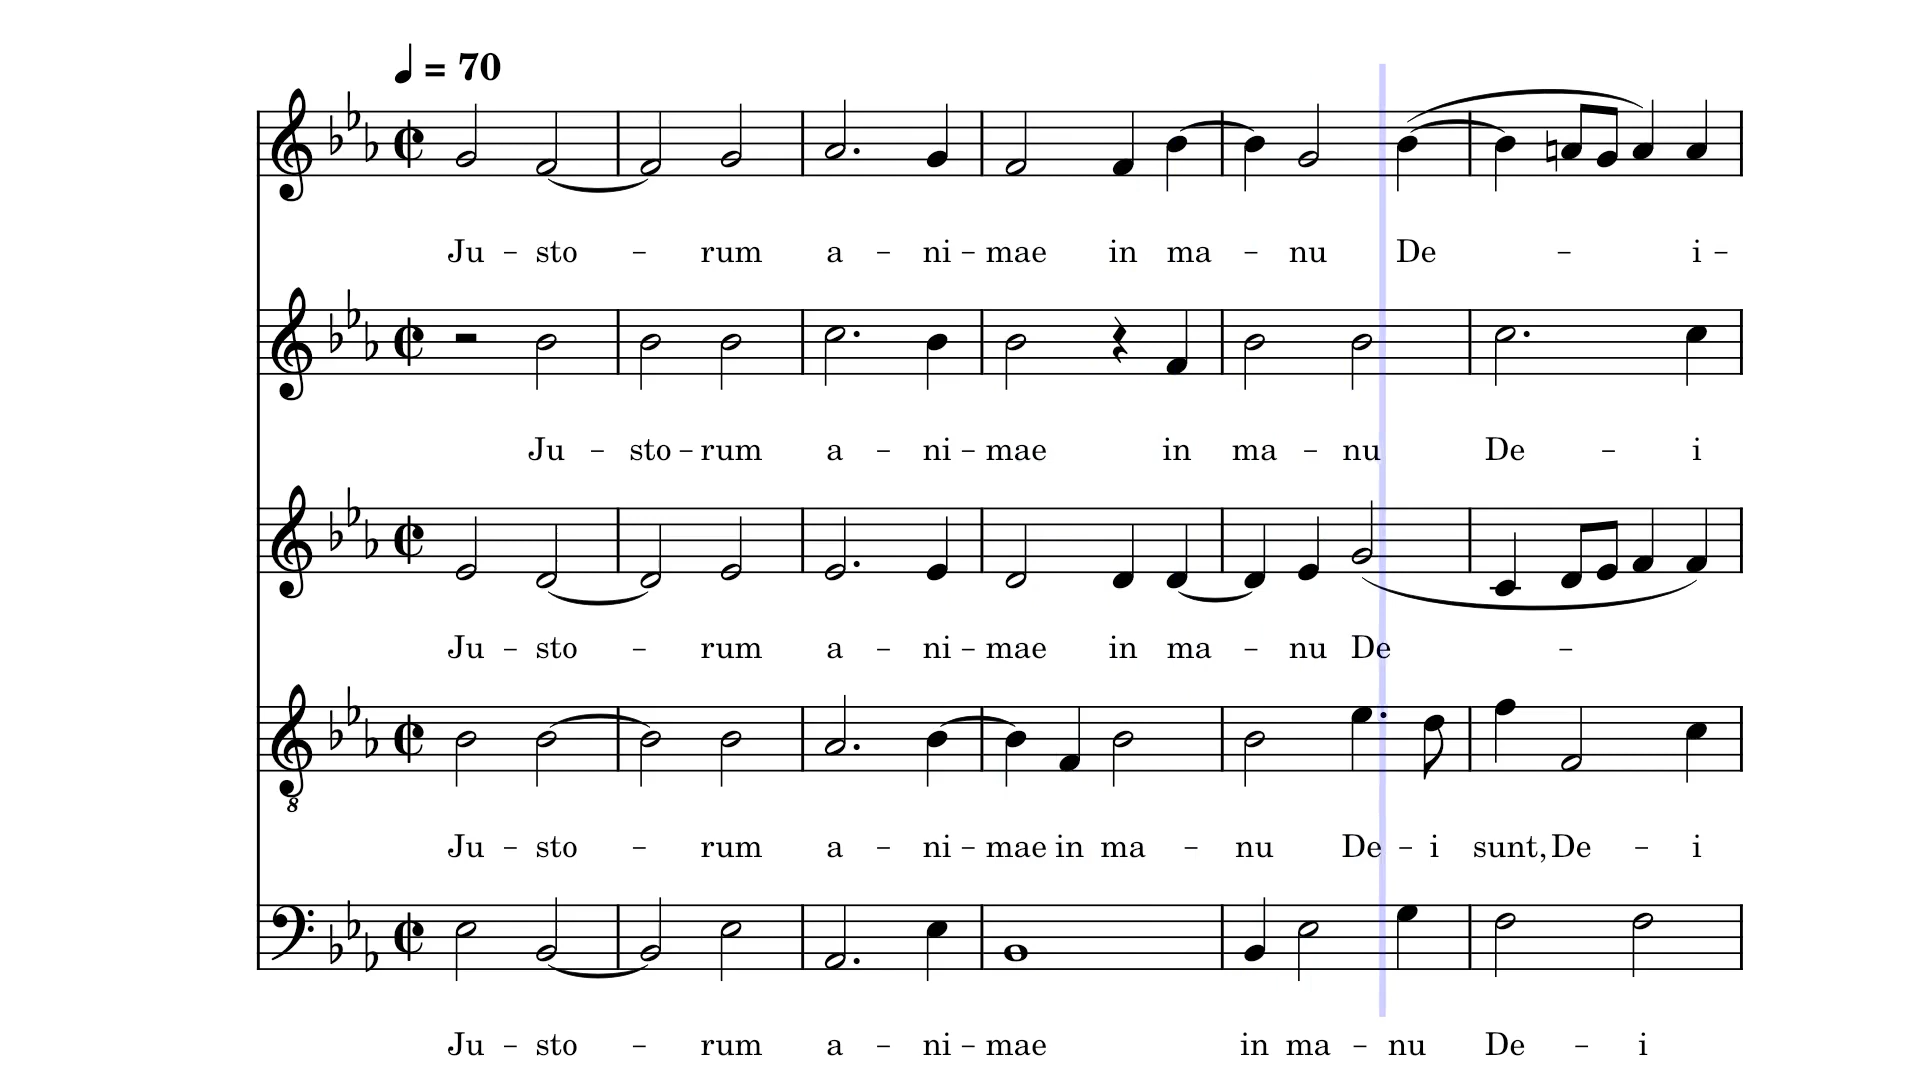 = 70
Ju - sto - rum a - ni - mae in ma - nu De - i -
Ju - sto - rum a - ni - mae in ma - nu De - i
Ju - sto - rum a - ni - mae in ma - nu De -
8
Ju - sto - rum a - ni - mae in ma - nu De - i sunt, De - i
Ju - sto - rum a - ni - mae in ma - nu De - i